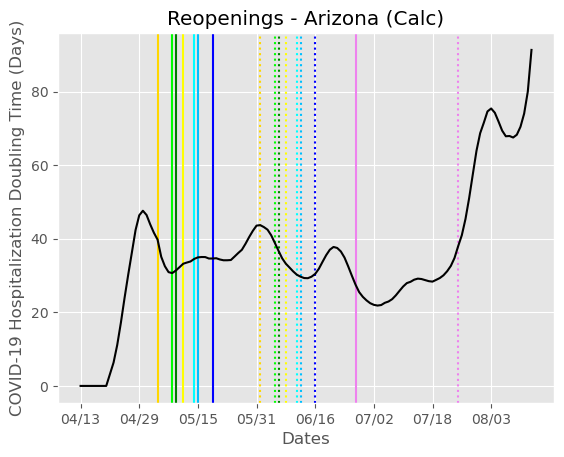 Reopenings - Arizona (Calc)
COVID-19 Hospitalization Doubling Time (Days)
80
60
40
20
0
04/13 04/29 05/15 05/31 06/16 07/02 07/18 08/03
Dates